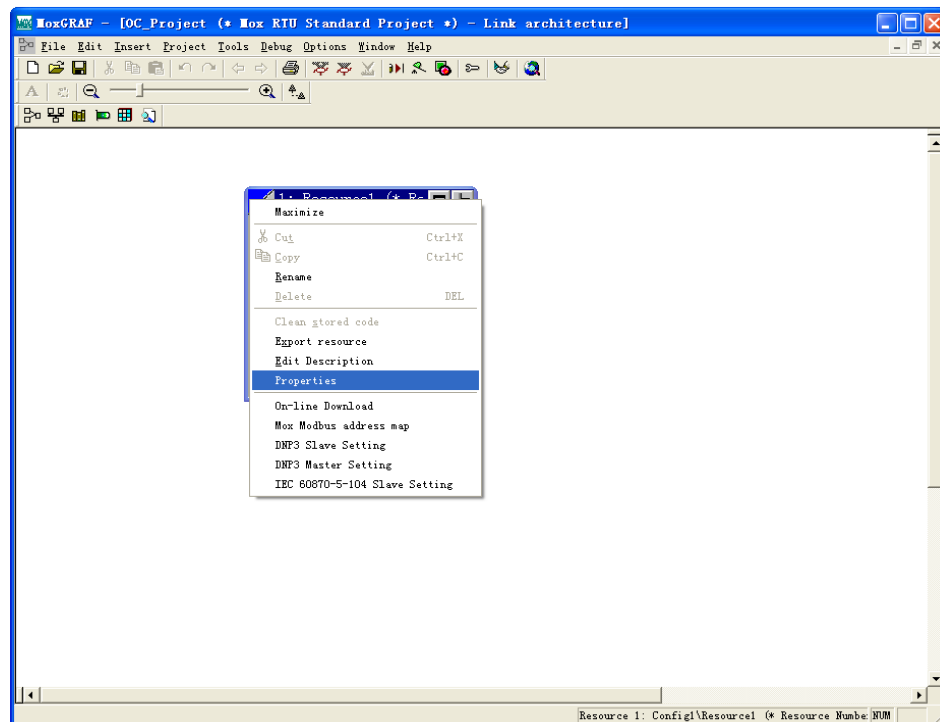 MoxGRAF - [OC_Project (* Mox RTU Standard Project *) - Link architecture]
File Edit Insert Project Tools Debug Options Window Help
1: Resource1 (* Re
Maximize
Cut Ctrl+X
Copy Ctrl+C
Rename
Delete DEL
Clean stored code
Export resource
Edit Description
Properties
On-line Download
Mox Modbus address map
DNP3 Slave Setting
DNP3 Master Setting
IEC 60870-5-104 Slave Setting
Resource 1: Config1\Resource1 (* Resource Numbe NUM